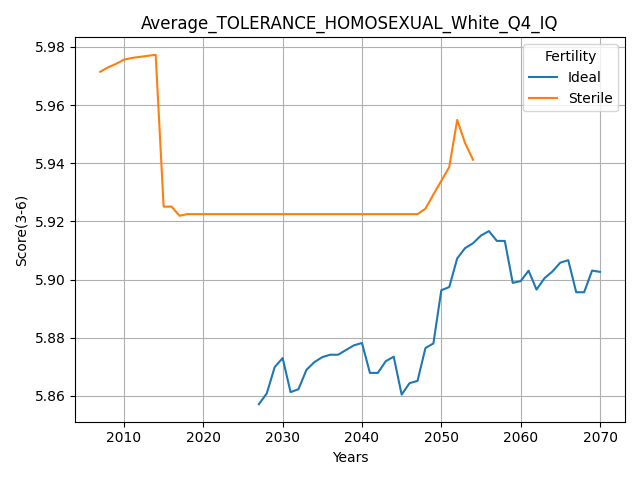 Average_TOLERANCE_HOMOSEXUAL_White_Q4_IQ
Fertility
Ideal
Sterile
Score(3-6)
5.98
5.96
5.94
5.92
5.90
5.88
5.86
2010
2020
2030
2040
2050
2060
2070
Years